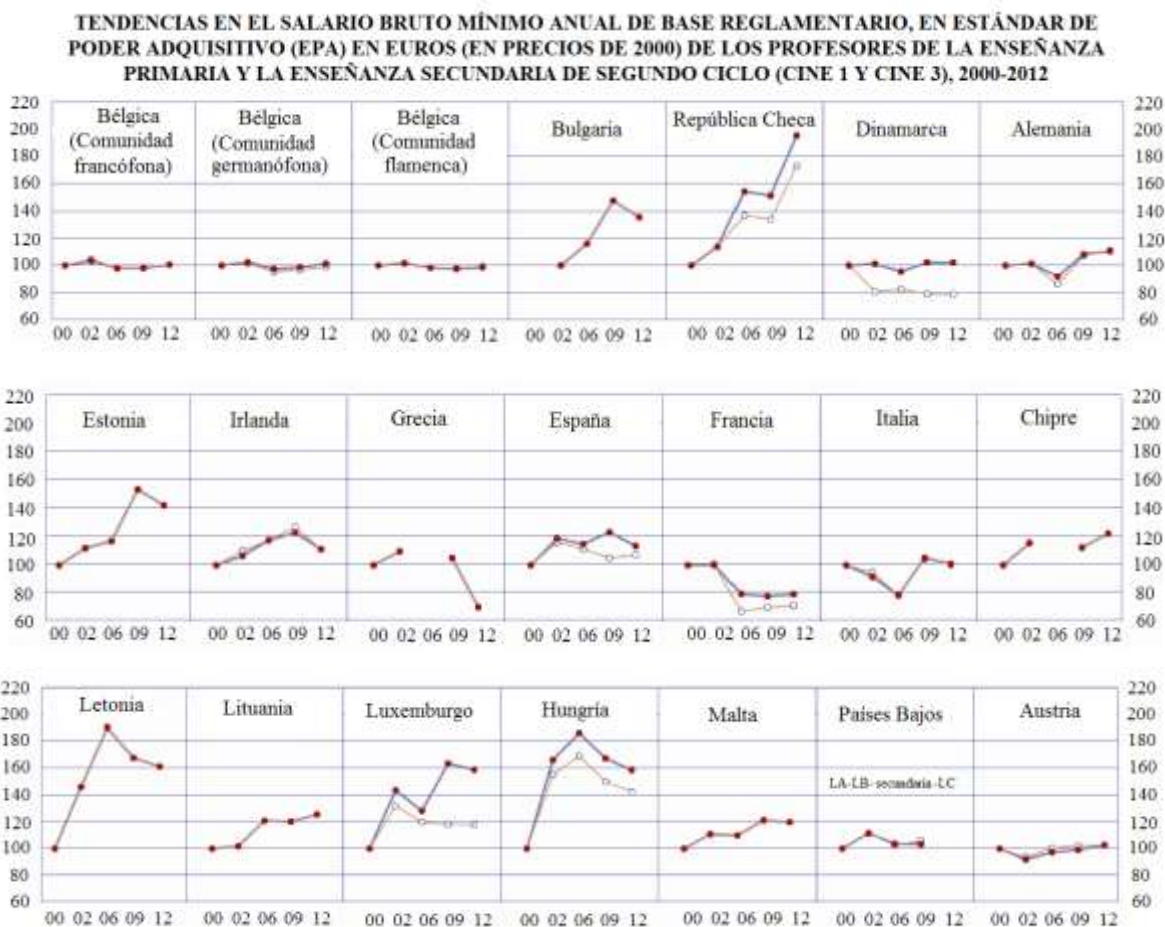 TENDENCIAS EN EL SALARIO BRUTO MÍNIMO ANUAL DE BASE REGLAMENTARIO, EN ESTÁNDAR DE
PODER ADQUISITIVO (EPA) EN EUROS (EN PRECIOS DE 2000) DE LOS PROFESORES DE LA ENSEÑANZA
PRIMARIA Y LA ENSEÑANZA SECUNDARIA DE SEGUNDO CICLO (CINE 1 Y CINE 3), 2000-2012
220 220
200 200
180 180
160 160
140 140
120 120
100 100
80 80
60 60
Bélgica
(Comunidad
francófona)
Bélgica
(Comunidad
germanófona)
Bélgica
(Comunidad
flamenca)
Bulgaria
República Checa
Dinamarca
Alemania
00 02 06 09 12 00 02 06 09 12 00 02 06 09 12 00 02 06 09 12 00 02 06 09 12 00 02 06 09 12 00 02 06 09 12
220 220
200 200
180 180
160 160
140 140
120 120
100 100
80 80
60 60
Estonia
Irlanda
Grecia
España
Francia
Italia
Chipre
00 02 06 09 12 00 02 06 09 12 00 02 06 09 12 00 02 06 09 12 00 02 06 09 12 00 02 06 09 12 00 02 06 09 12
220 220
200 200
180 180
160 160
140 140
120 120
100 100
80 80
60 60
Letonia
Lituania
Luxemburgo
Hungría
Malta
Países Bajos
LA-LB- secundaria -LC
Austria
00 02 06 09 12 00 02 06 09 12 00 02 06 09 12 00 02 06 09 12 00 02 06 09 12 00 02 06 09 12 00 02 06 09 12